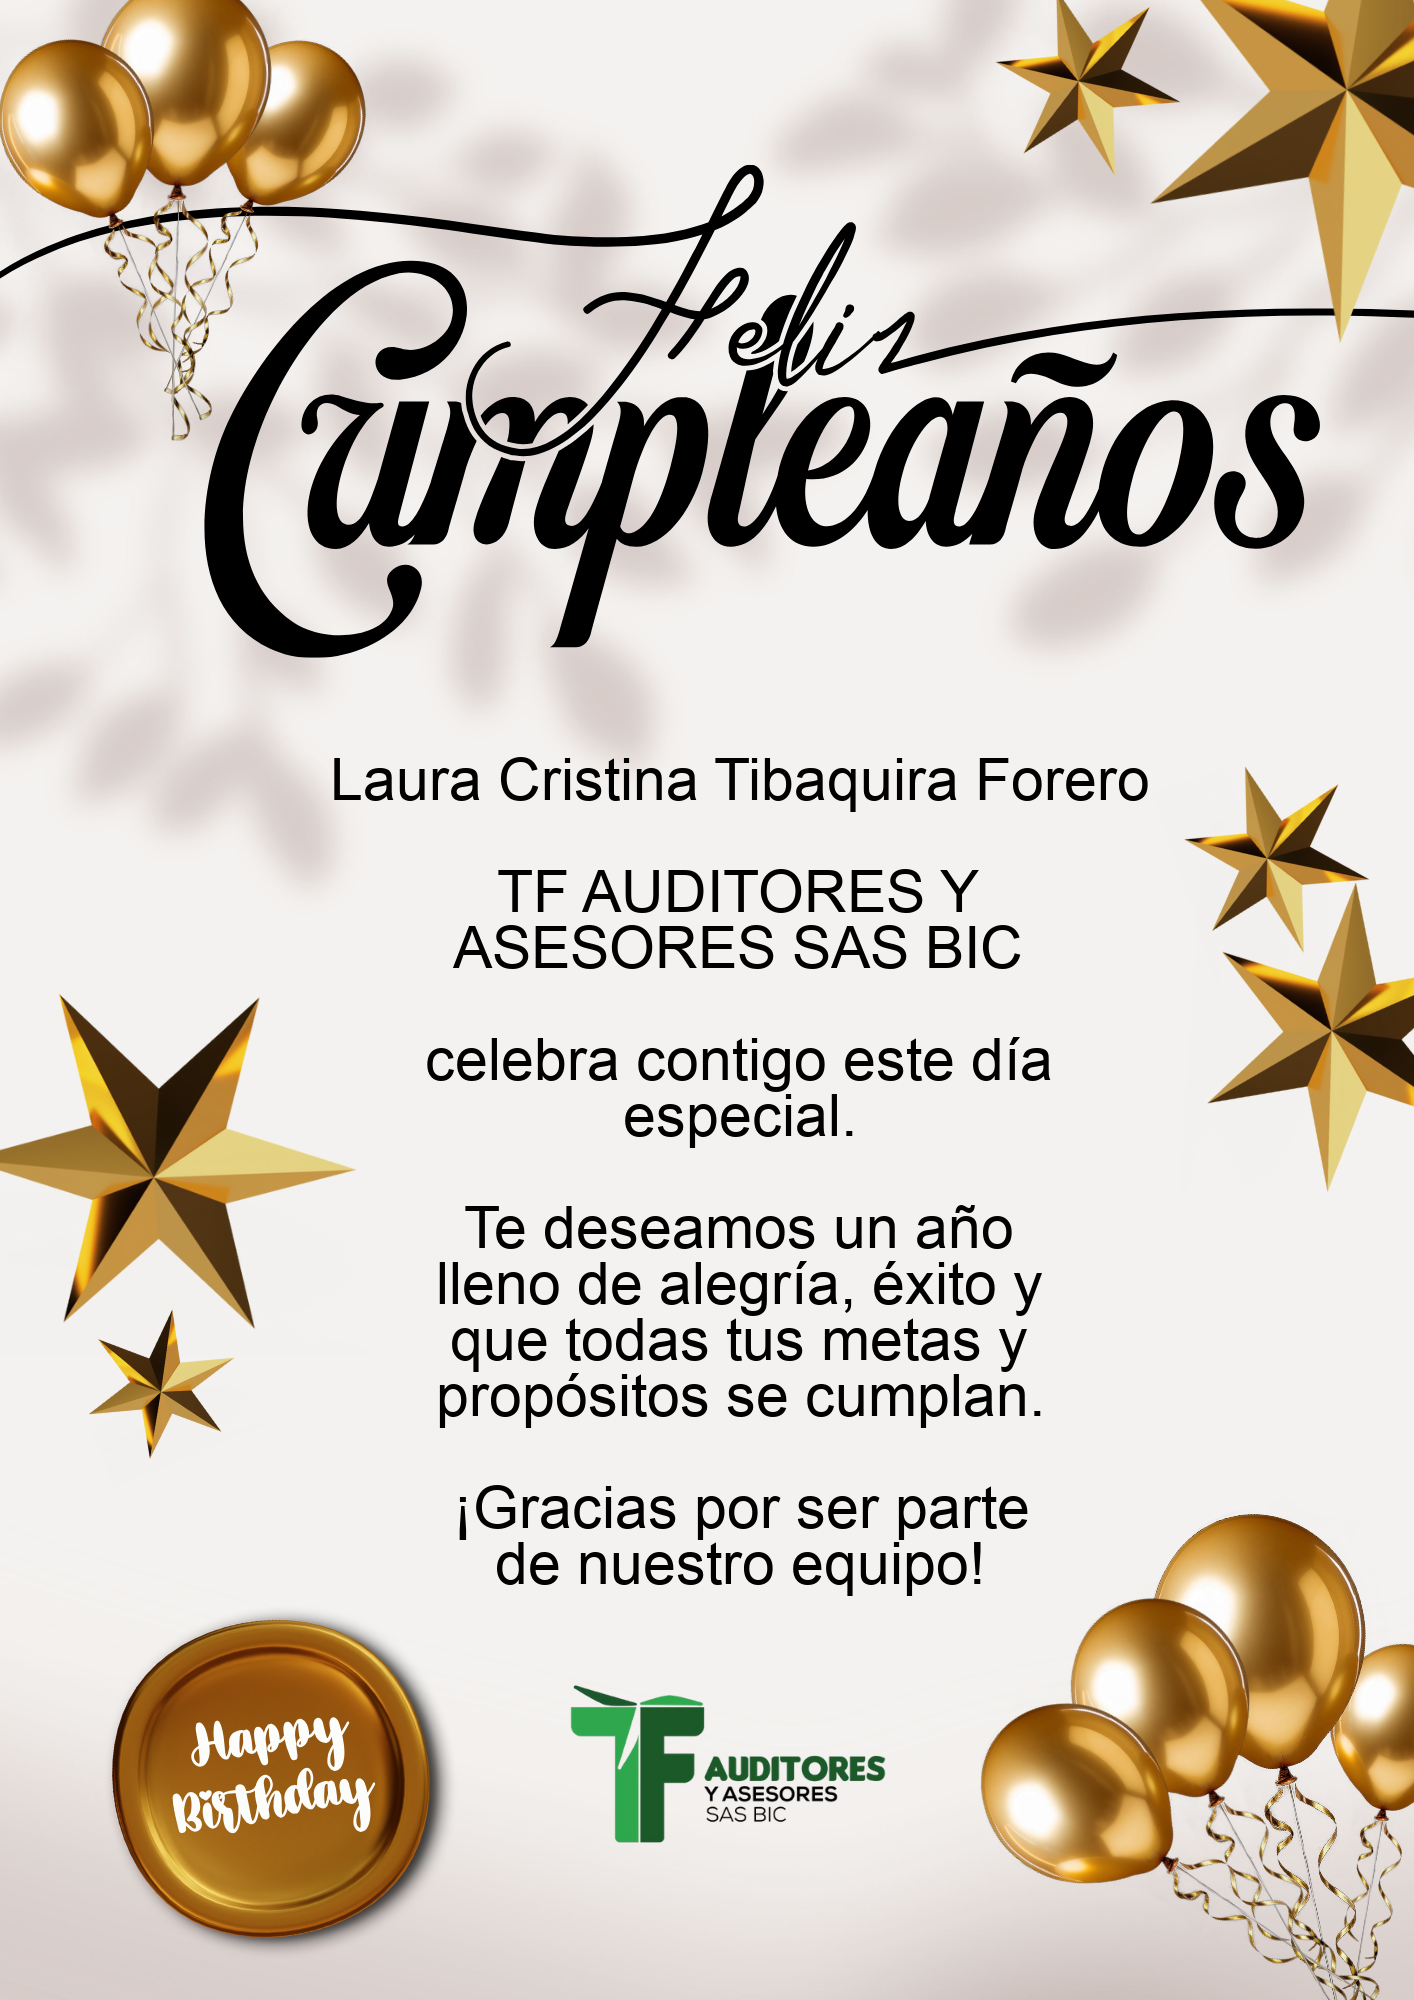 Feliz
Cumpleaños
Laura Cristina Tibaquira Forero
TF AUDITORES Y
ASESORES SAS BIC
celebra contigo este día
especial.
Te deseamos un año
lleno de alegría, éxito y
que todas tus metas y
propósitos se cumplan.
¡Gracias por ser parte
de nuestro equipo!
Happy
Birthday
TF AUDITORES
Y ASESORES
SAS BIC